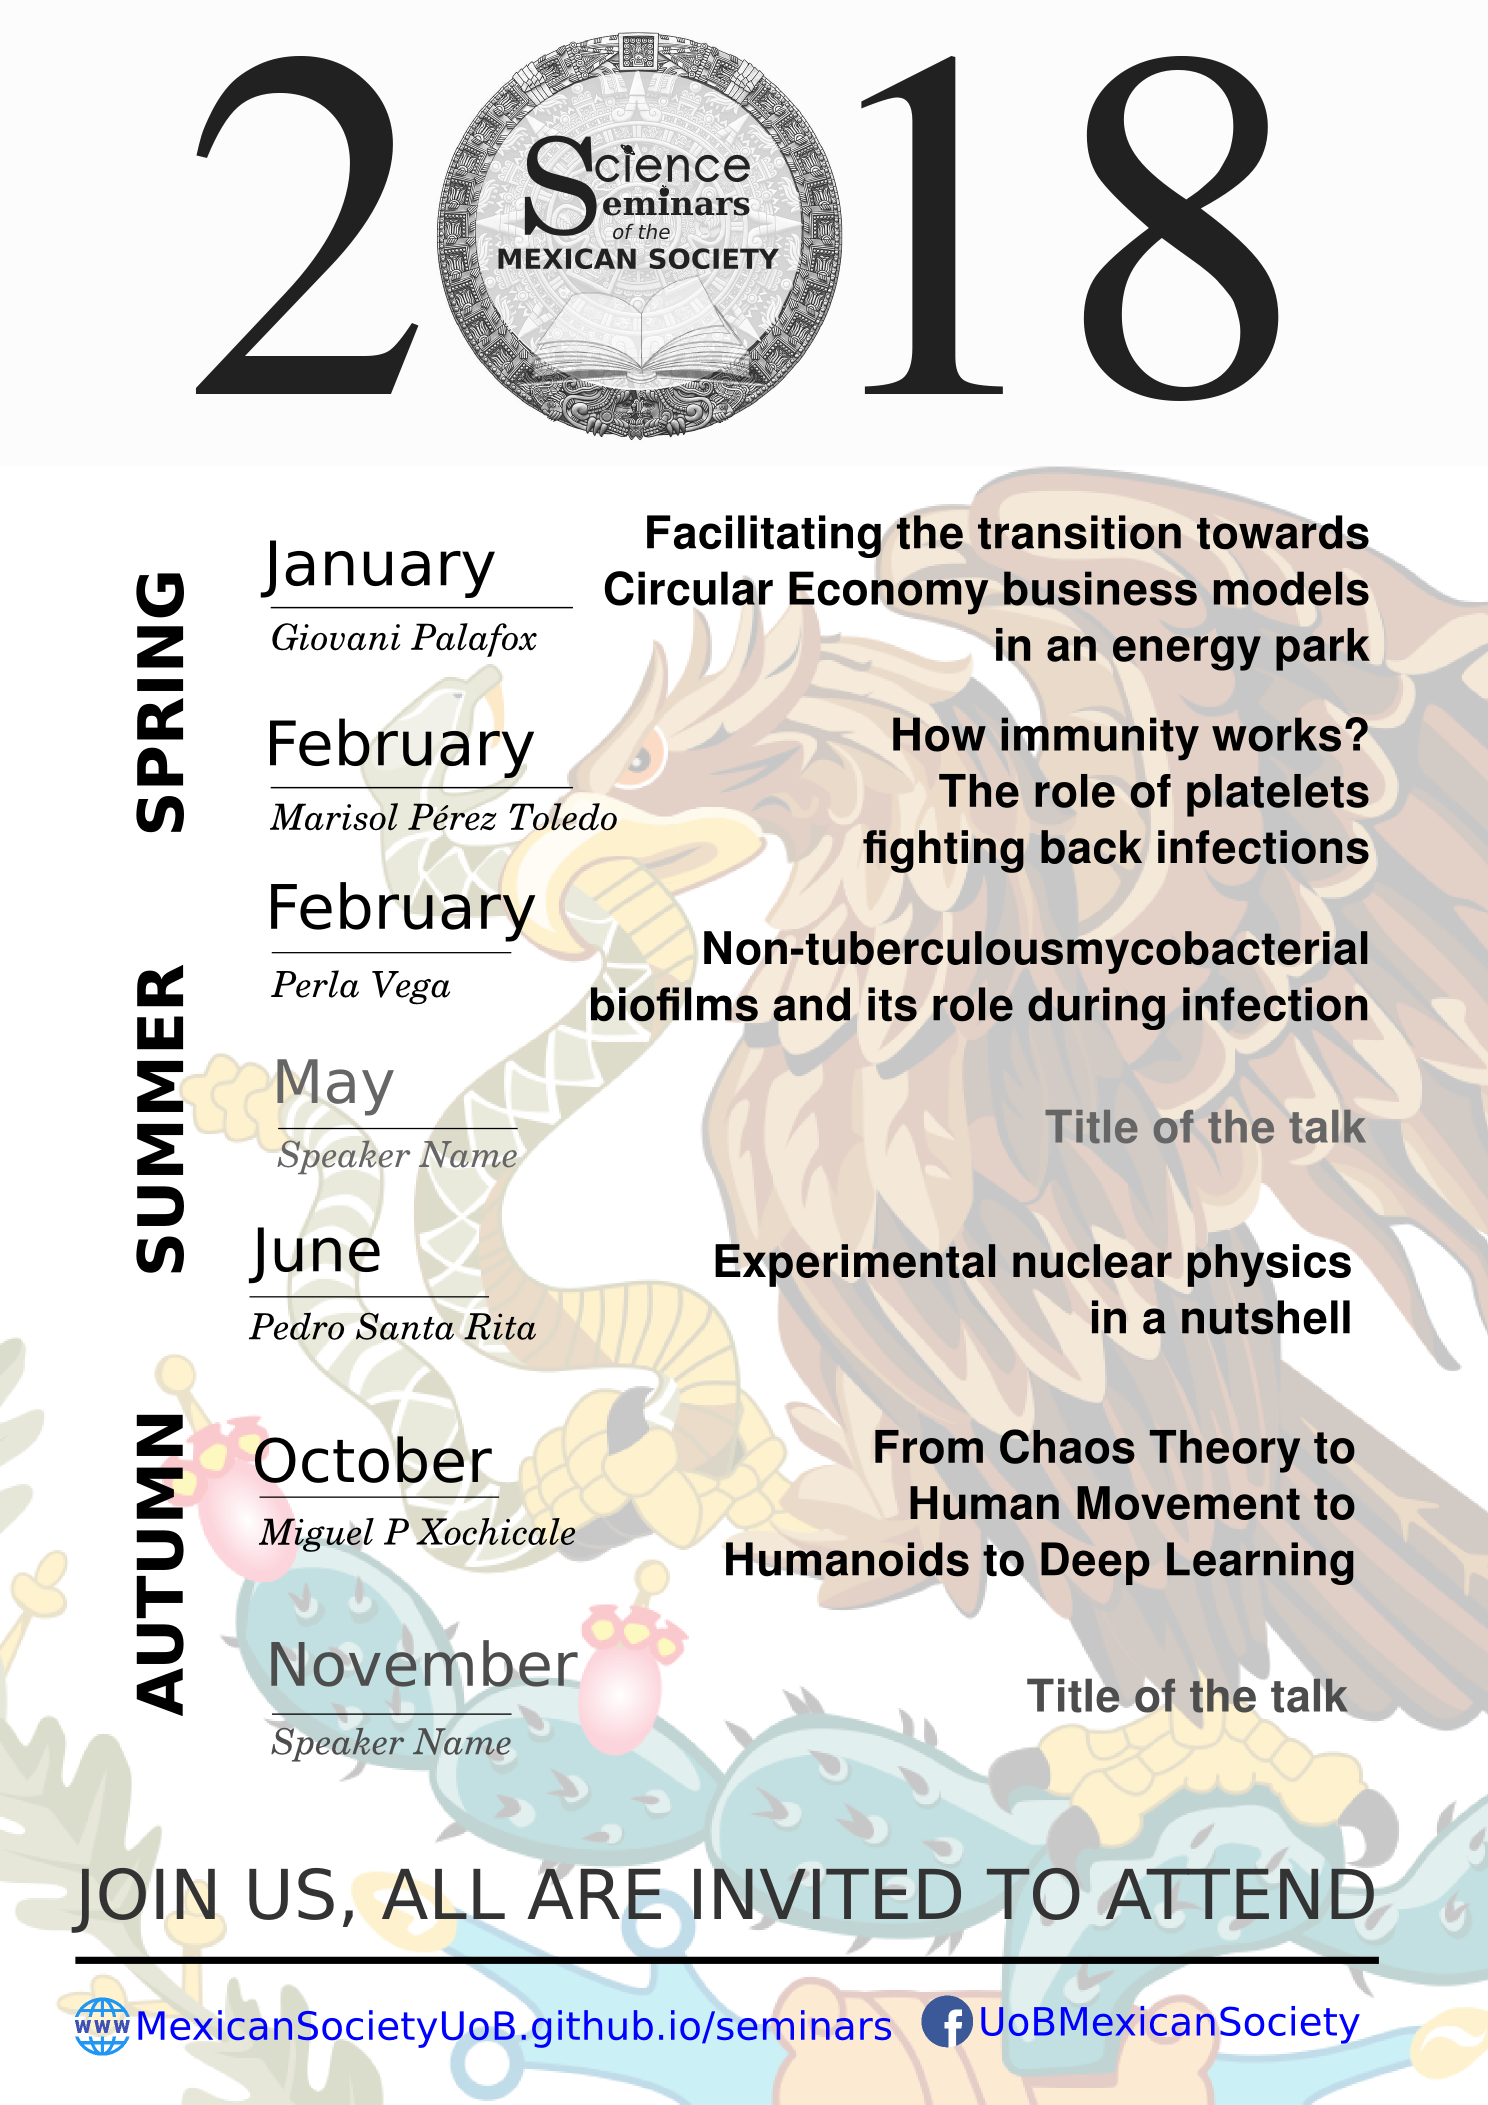 2018
Science
Seminars
of the
MEXICAN SOCIETY
SPRING
January
Giovani Palafox
Facilitating the transition towards
Circular Economy business models
in an energy park
February
Marisol Pérez Toledo
How immunity works?
The role of platelets
fighting back infections
SUMMER
February
Perla Vega
Non-tuberculousmycobacterial
biofilms and its role during infection
May
Speaker Name
Title of the talk
June
Pedro Santa Rita
Experimental nuclear physics
in a nutshell
AUTUMN
October
Miguel P Xochicale
From Chaos Theory to
Human Movement to
Humanoids to Deep Learning
November
Speaker Name
Title of the talk
JOIN US, ALL ARE INVITED TO ATTEND
WWW MexicanSocietyUoB.github.io/seminars f UoBMexicanSociety